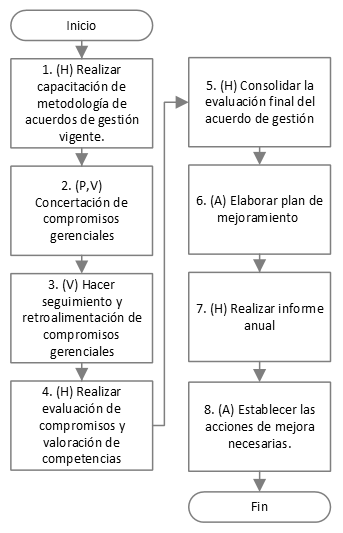 Inicio
1. (H) Realizar
capacitación de
metodología de
acuerdos de gestión
vigente.
2. (P,V)
Concertación de
compromisos
gerenciales
3. (V) Hacer
seguimiento y
retroalimentación de
compromisos
gerenciales
4. (H) Realizar
evaluación de
compromisos y
valoración de
competencias
5. (H) Consolidar la
evaluación final del
acuerdo de gestión
6. (A) Elaborar plan de
mejoramiento
7. (H) Realizar informe
anual
8. (A) Establecer las
acciones de mejora
necesarias.
Fin